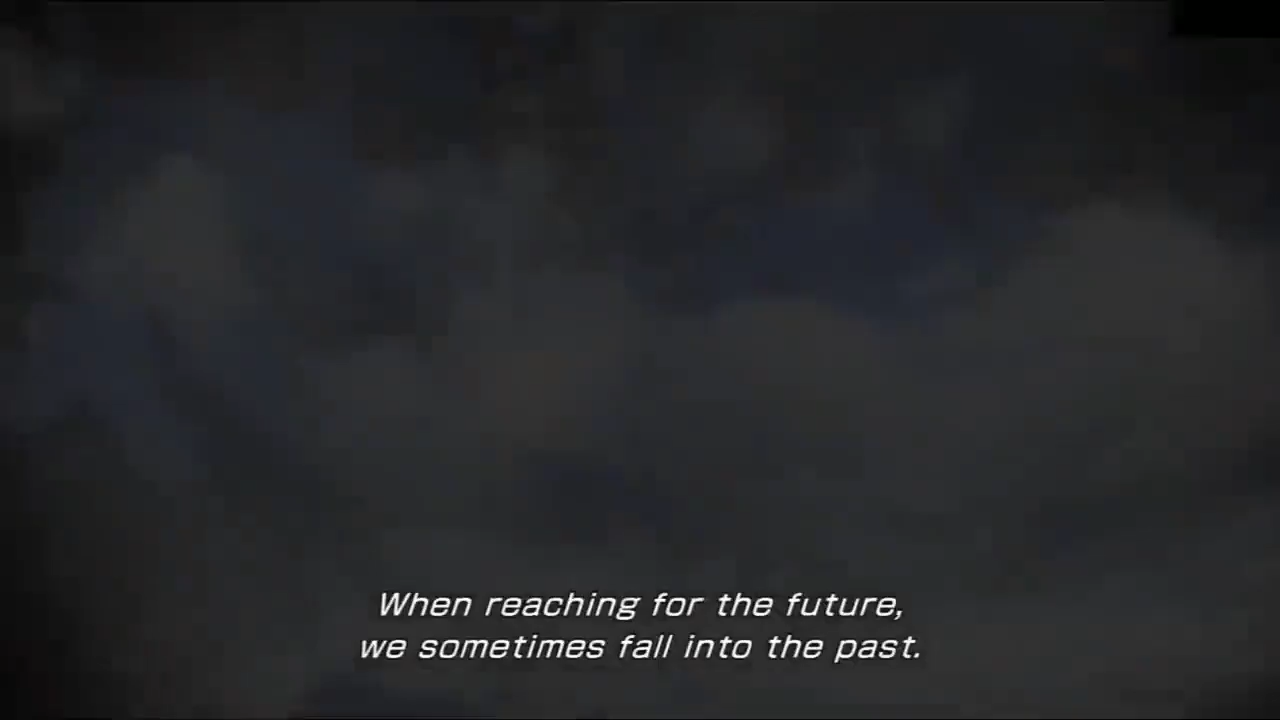 When reaching for the future,
we sometimes fall into the past.